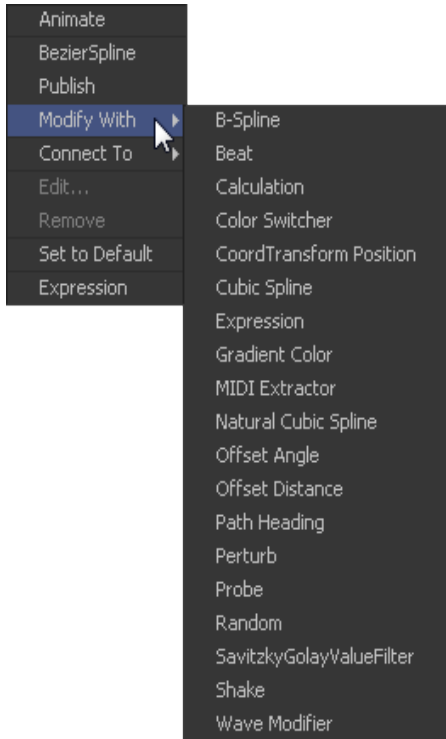 Animate
BezierSpline
Publish
Modify With
Connect To
Edit...
Remove
Set to Default
Expression
B-Spline
Beat
Calculation
Color Switcher
CoordTransform Position
Cubic Spline
Expression
Gradient Color
MIDI Extractor
Natural Cubic Spline
Offset Angle
Offset Distance
Path Heading
Perturb
Probe
Random
SavitzkyGolayValueFilter
Shake
Wave Modifier